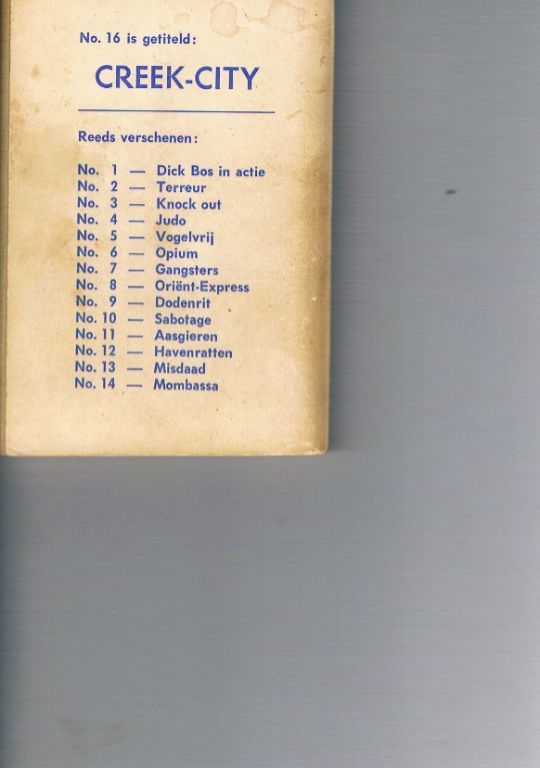 No. 16 is getiteld:
CREEK-CITY
Reeds verschenen:
No. 1 — Dick Bos in actie
No. 2 — Terreur
No. 3 — Knock out
No. 4 — Judo
No. 5 — Vogelvrij
No. 6 — Opium
No. 7 — Gangsters
No. 8 — Oriënt-Express
No. 9 — Dodenrit
No. 10 — Sabotage
No. 11 — Aasgieren
No. 12 — Havenratten
No. 13 — Misdaad
No. 14 — Mombassa